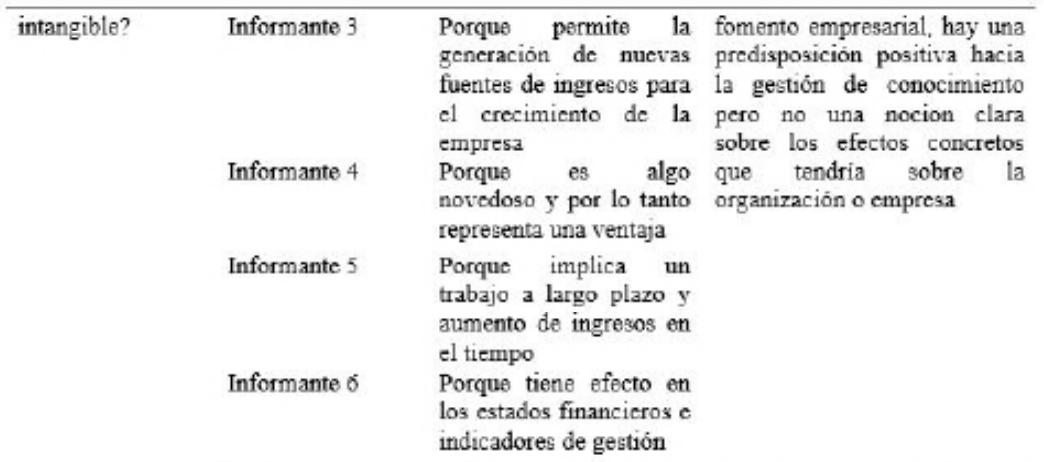 intangible?
Informante 3
Porque permite la
generación de nuevas
fuentes de ingresos para
el crecimiento de la
empresa
Informante 4
Porque es algo
novedoso y por lo tanto
representa una ventaja
Informante 5
Porque implica un
trabajo a largo plazo y
aumento de ingresos en
el tiempo
Informante 6
Porque tiene efecto en
los estados financieros e
indicadores de gestión
fomento empresarial, hay una
predisposición positiva hacia
la gestión de conocimiento
pero no una nocion clara
sobre los efectos concretos
que tendría sobre la
organización o empresa